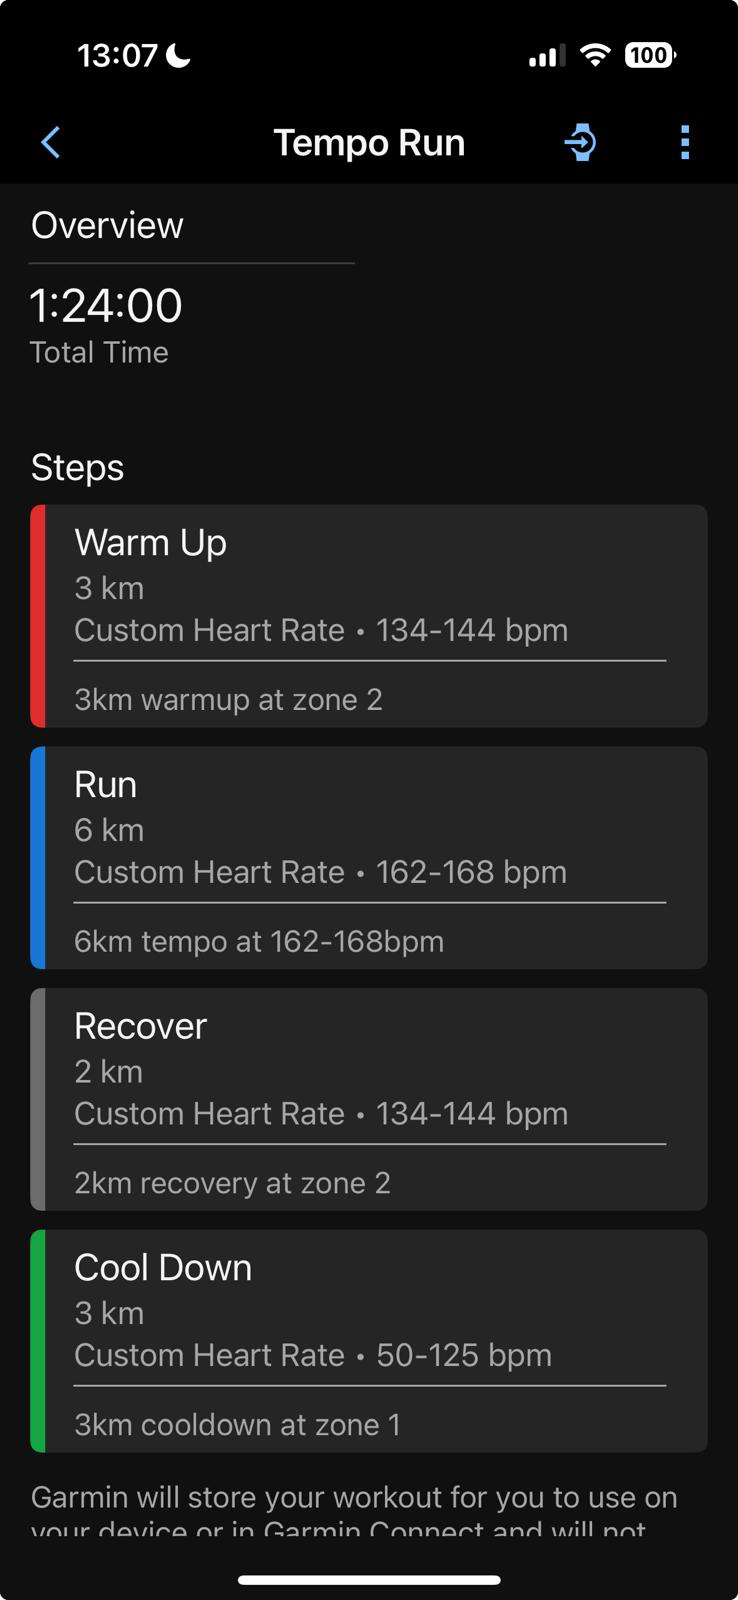 13:07
100
Tempo Run
Overview
1:24:00
Total Time
Steps
Warm Up
3 km
Custom Heart Rate • 134-144 bpm
3km warmup at zone 2
Run
6 km
Custom Heart Rate • 162-168 bpm
6km tempo at 162-168bpm
Recover
2 km
Custom Heart Rate • 134-144 bpm
2km recovery at zone 2
Cool Down
3 km
Custom Heart Rate • 50-125 bpm
3km cooldown at zone 1
Garmin will store your workout for you to use on
your device or in Garmin Connect and will not